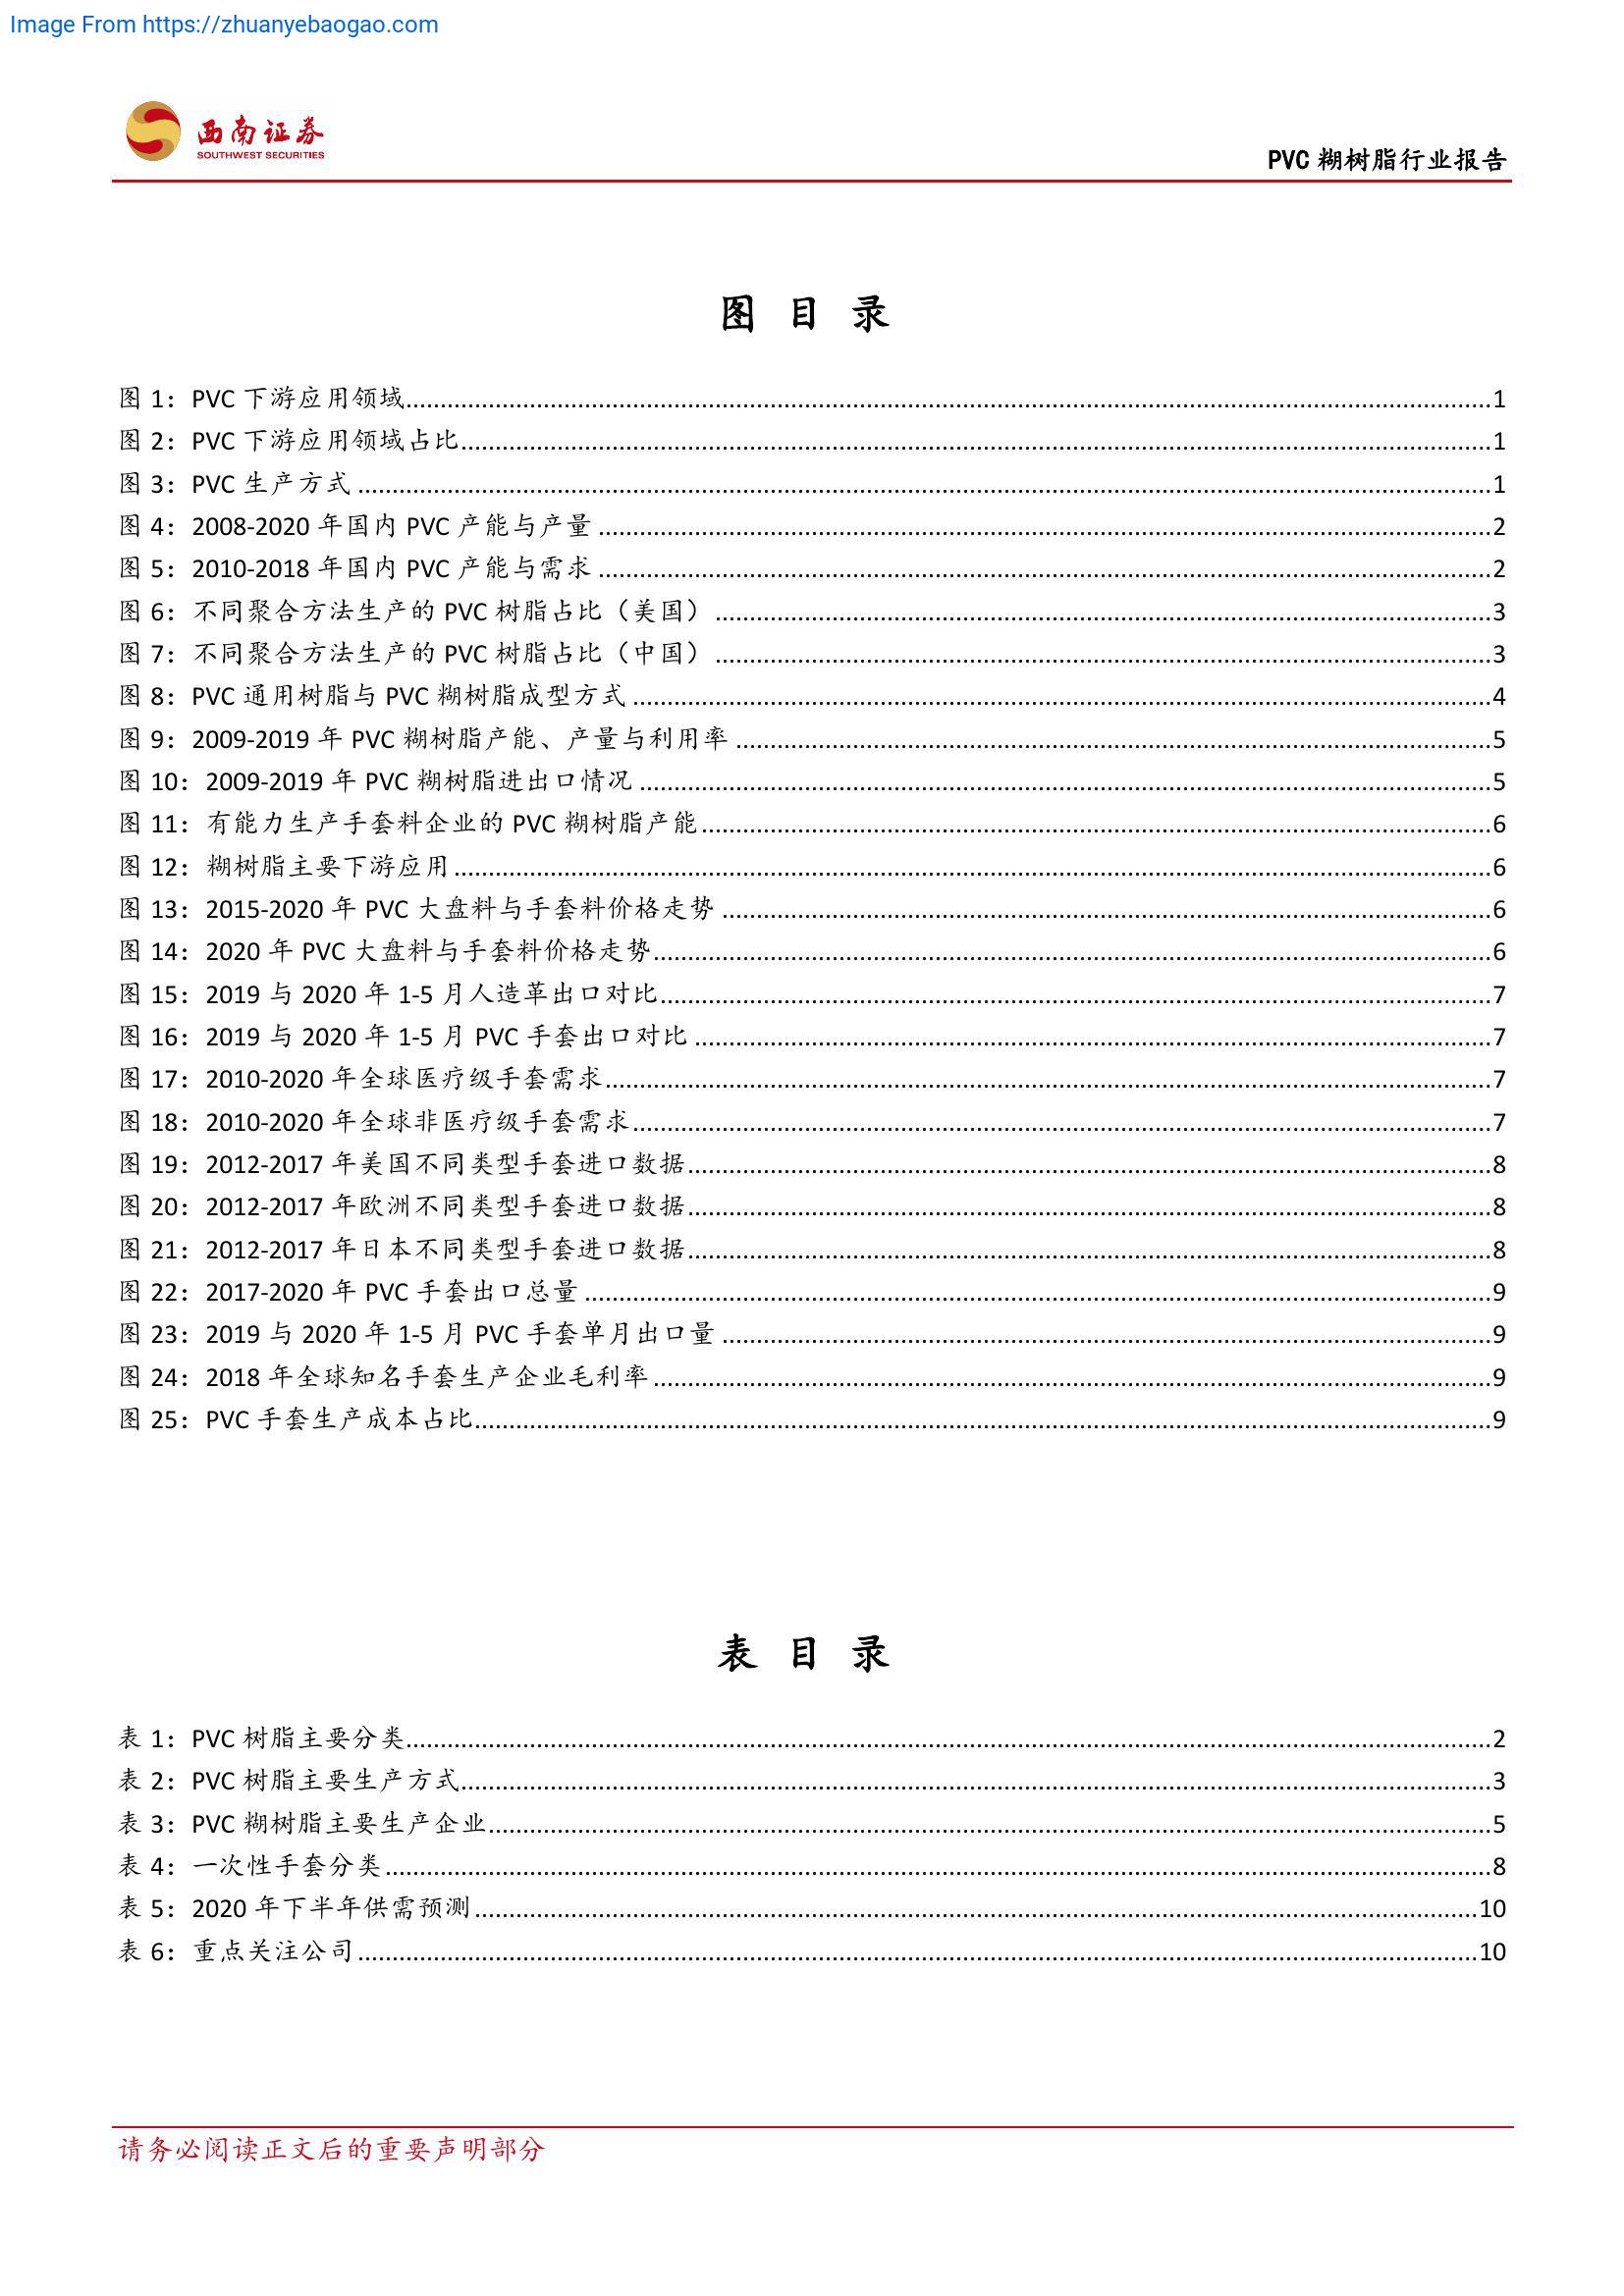 Image From https://zhuanyebaogao.com
西南证券
SOUTHWEST SECURITIES
PVC 糊树脂行业报告
图 目 录
图 1：PVC 下游应用领域........1
图 2：PVC 下游应用领域占比........1
图 3：PVC 生产方式........1
图 4：2008-2020 年国内 PVC 产能与产量........2
图 5：2010-2018 年国内 PVC 产能与需求........2
图 6：不同聚合方法生产的 PVC 树脂占比（美国）........3
图 7：不同聚合方法生产的 PVC 树脂占比（中国）........3
图 8：PVC 通用树脂与 PVC 糊树脂成型方式........4
图 9：2009-2019 年 PVC 糊树脂产能、产量与利用率........5
图 10：2009-2019 年 PVC 糊树脂进出口情况........5
图 11：有能力生产手套料企业的 PVC 糊树脂产能........6
图 12：糊树脂主要下游应用........6
图 13：2015-2020 年 PVC 大盘料与手套料价格走势........6
图 14：2020 年 PVC 大盘料与手套料价格走势........6
图 15：2019 与 2020 年 1-5 月人造革出口对比........7
图 16：2019 与 2020 年 1-5 月 PVC 手套出口对比........7
图 17：2010-2020 年全球医疗级手套需求........7
图 18：2010-2020 年全球非医疗级手套需求........7
图 19：2012-2017 年美国不同类型手套进口数据........8
图 20：2012-2017 年欧洲不同类型手套进口数据........8
图 21：2012-2017 年日本不同类型手套进口数据........8
图 22：2017-2020 年 PVC 手套出口总量........9
图 23：2019 与 2020 年 1-5 月 PVC 手套单月出口量........9
图 24：2018 年全球知名手套生产企业毛利率........9
图 25：PVC 手套生产成本占比........9
表 目 录
表 1：PVC 树脂主要分类........2
表 2：PVC 树脂主要生产方式........3
表 3：PVC 糊树脂主要生产企业........5
表 4：一次性手套分类........8
表 5：2020 年下半年供需预测........10
表 6：重点关注公司........10
请务必阅读正文后的重要声明部分